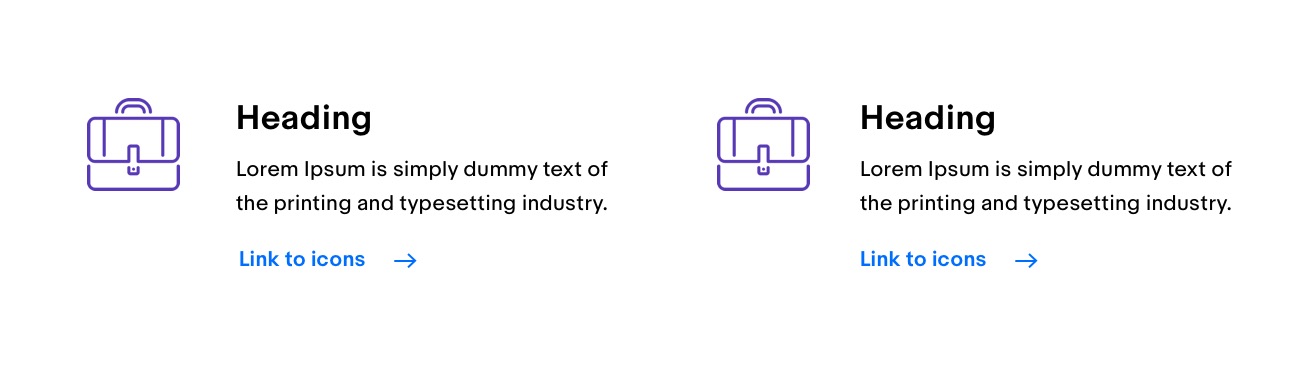 Heading
Lorem Ipsum is simply dummy text of
the printing and typesetting industry.
Link to icons
Heading
Lorem Ipsum is simply dummy text of
the printing and typesetting industry.
Link to icons